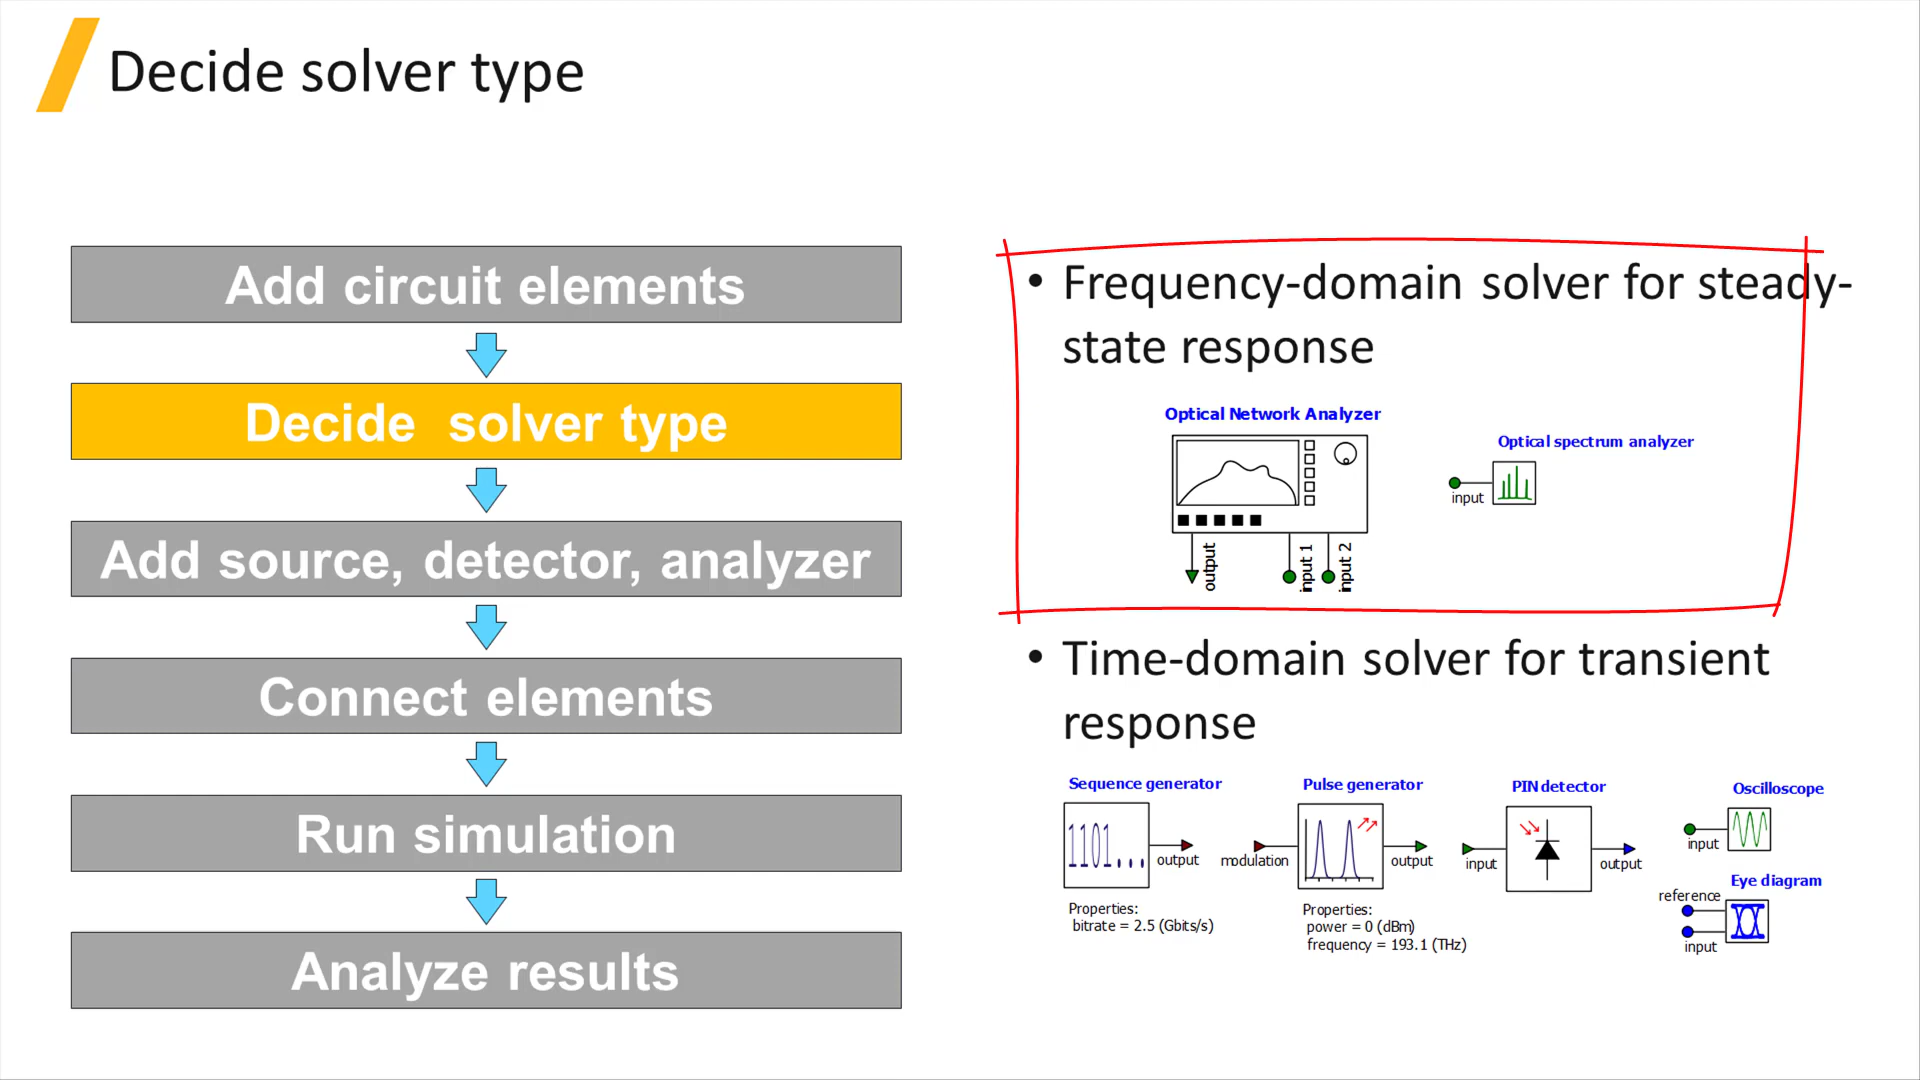 Decide solver type
Add circuit elements
Decide solver type
Add source, detector, analyzer
Connect elements
Run simulation
Analyze results
• Frequency-domain solver for steady-
state response
Optical Network Analyzer
output
input 1
input 2
Optical spectrum analyzer
input
• Time-domain solver for transient
response
Sequence generator
1101...
output
Properties:
bitrate = 2.5 (Gbits/s)
Pulse generator
modulation
output
Properties:
power = 0 (dBm)
frequency = 193.1 (THz)
PIN detector
input
output
Oscilloscope
input
Eye diagram
reference
input